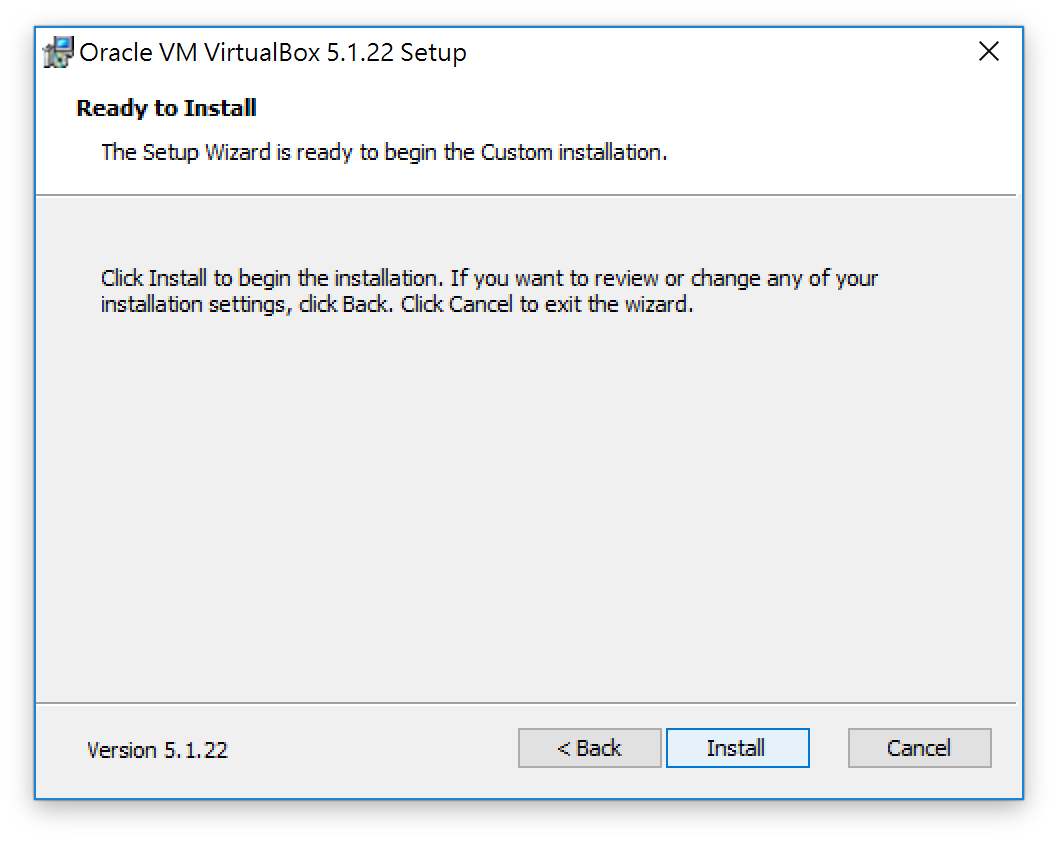 Oracle VM VirtualBox 5.1.22 Setup
Ready to Install
The Setup Wizard is ready to begin the Custom installation.
Click Install to begin the installation. If you want to review or change any of your
installation settings, click Back. Click Cancel to exit the wizard.
Version 5.1.22
< Back
Install
Cancel